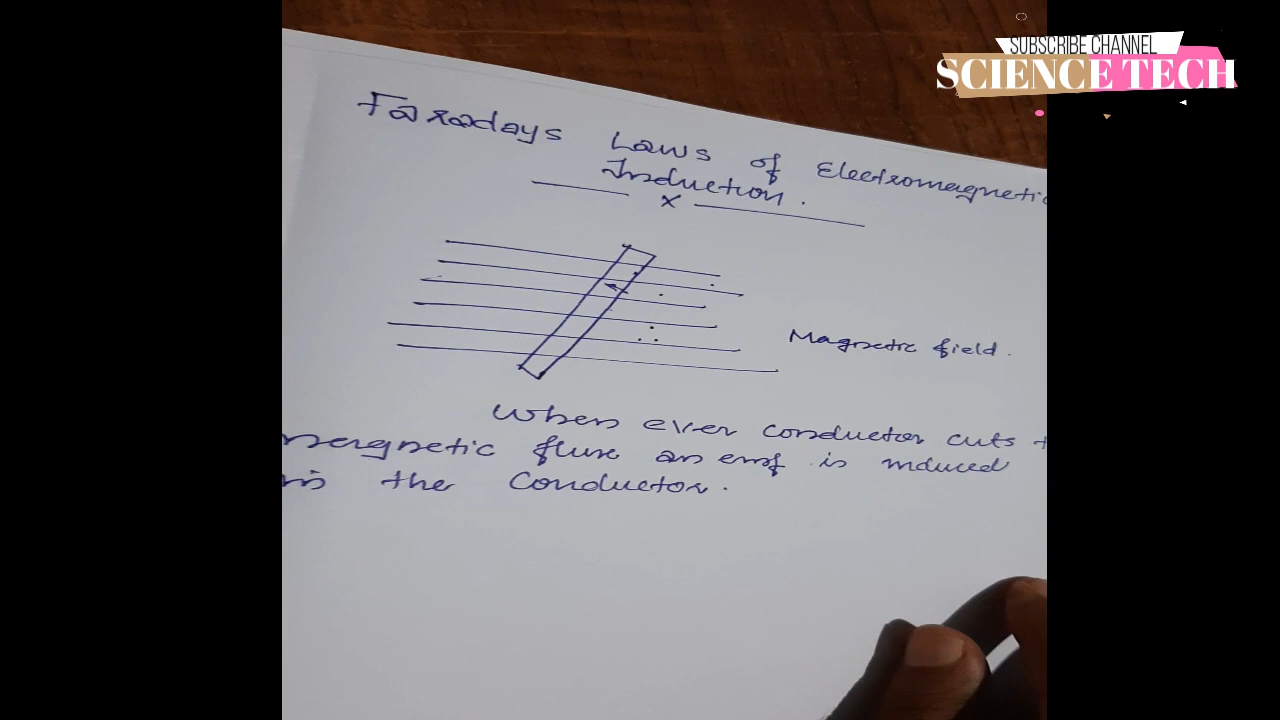 SUBSCRIBE CHANNEL
SCIENCE TECH
Faradays Laws of Electromagnetic
Induction.
x
Magnetic field.
When ever conductor cuts
magnetic flux an emf is induced
in the conductor.